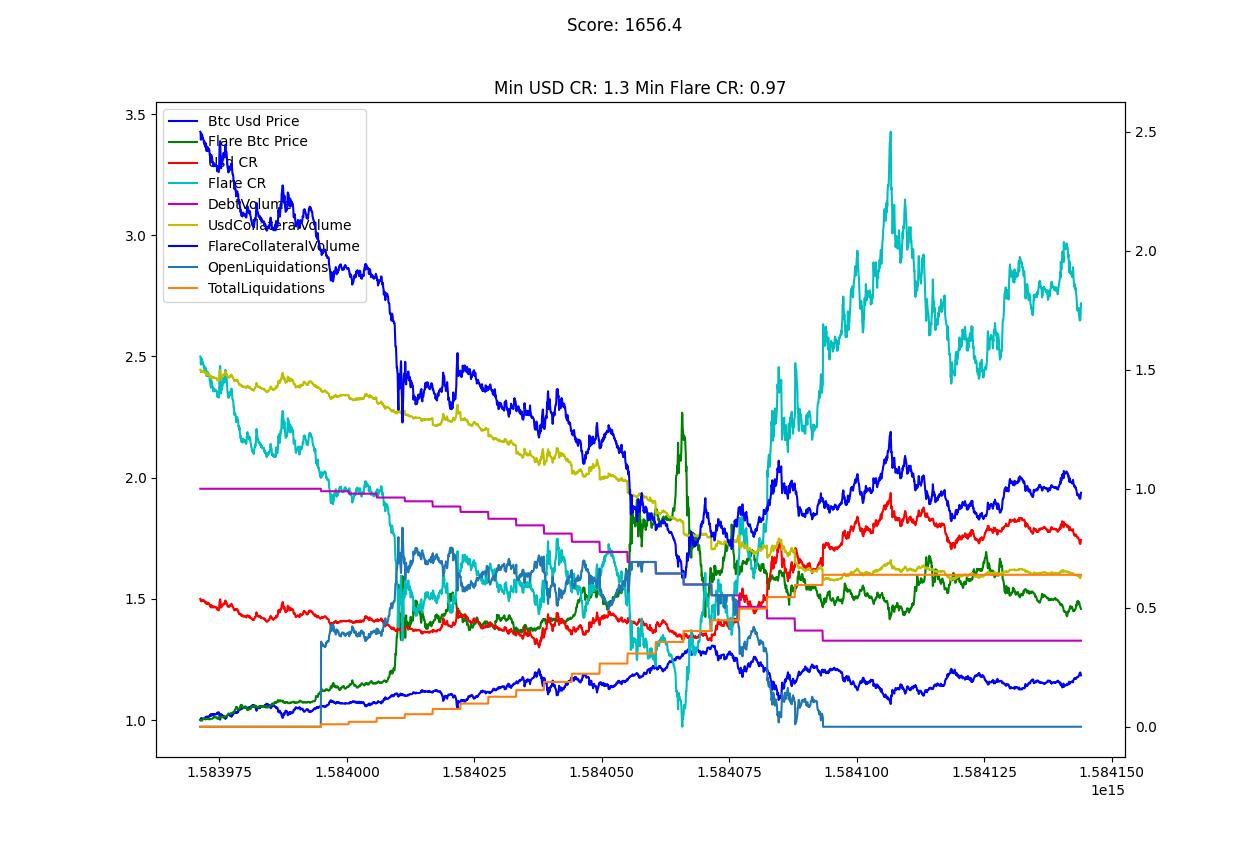 Score: 1656.4
Min USD CR: 1.3 Min Flare CR: 0.97
Btc Usd Price
Flare Btc Price
Usd CR
Flare CR
DebtVolume
UsdCollateralVolume
FlareCollateralVolume
OpenLiquidations
TotalLiquidations
3.5
3.0
2.5
2.0
1.5
1.0
2.5
2.0
1.5
1.0
0.5
0.0
1.583975 1.584000 1.584025 1.584050 1.584075 1.584100 1.584125 1.584150
1e15